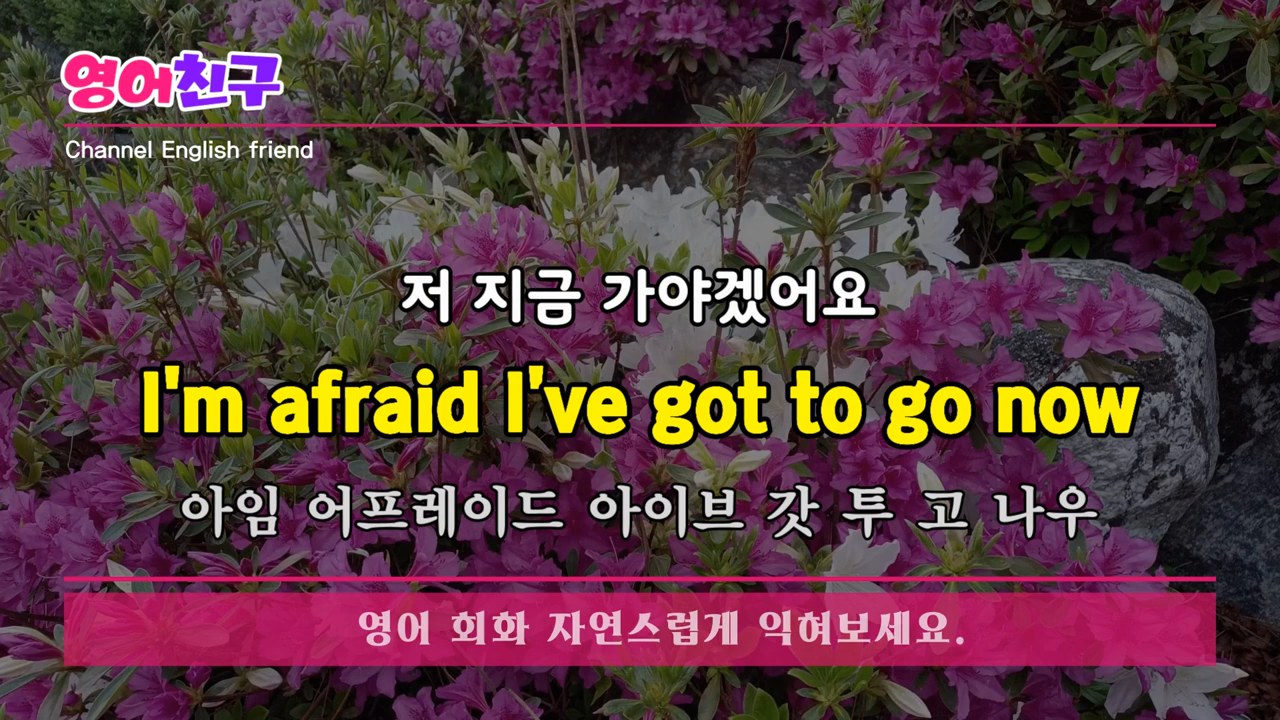 영어친구
Channel English friend
저 지금 가야겠어요
I'm afraid I've got to go now
아임 어프레이드 아이브 갓 투 고 나우
영어 회화 자연스럽게 익혀보세요.